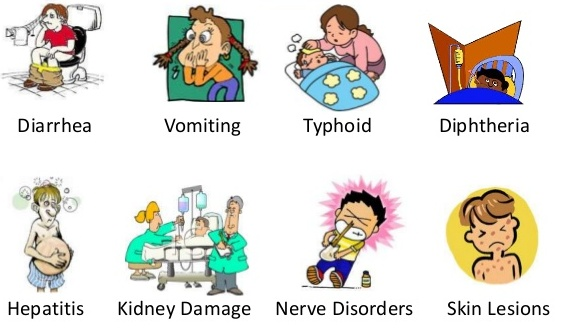 Diarrhea Vomiting Typhoid Diphtheria
Hepatitis Kidney Damage Nerve Disorders Skin Lesions